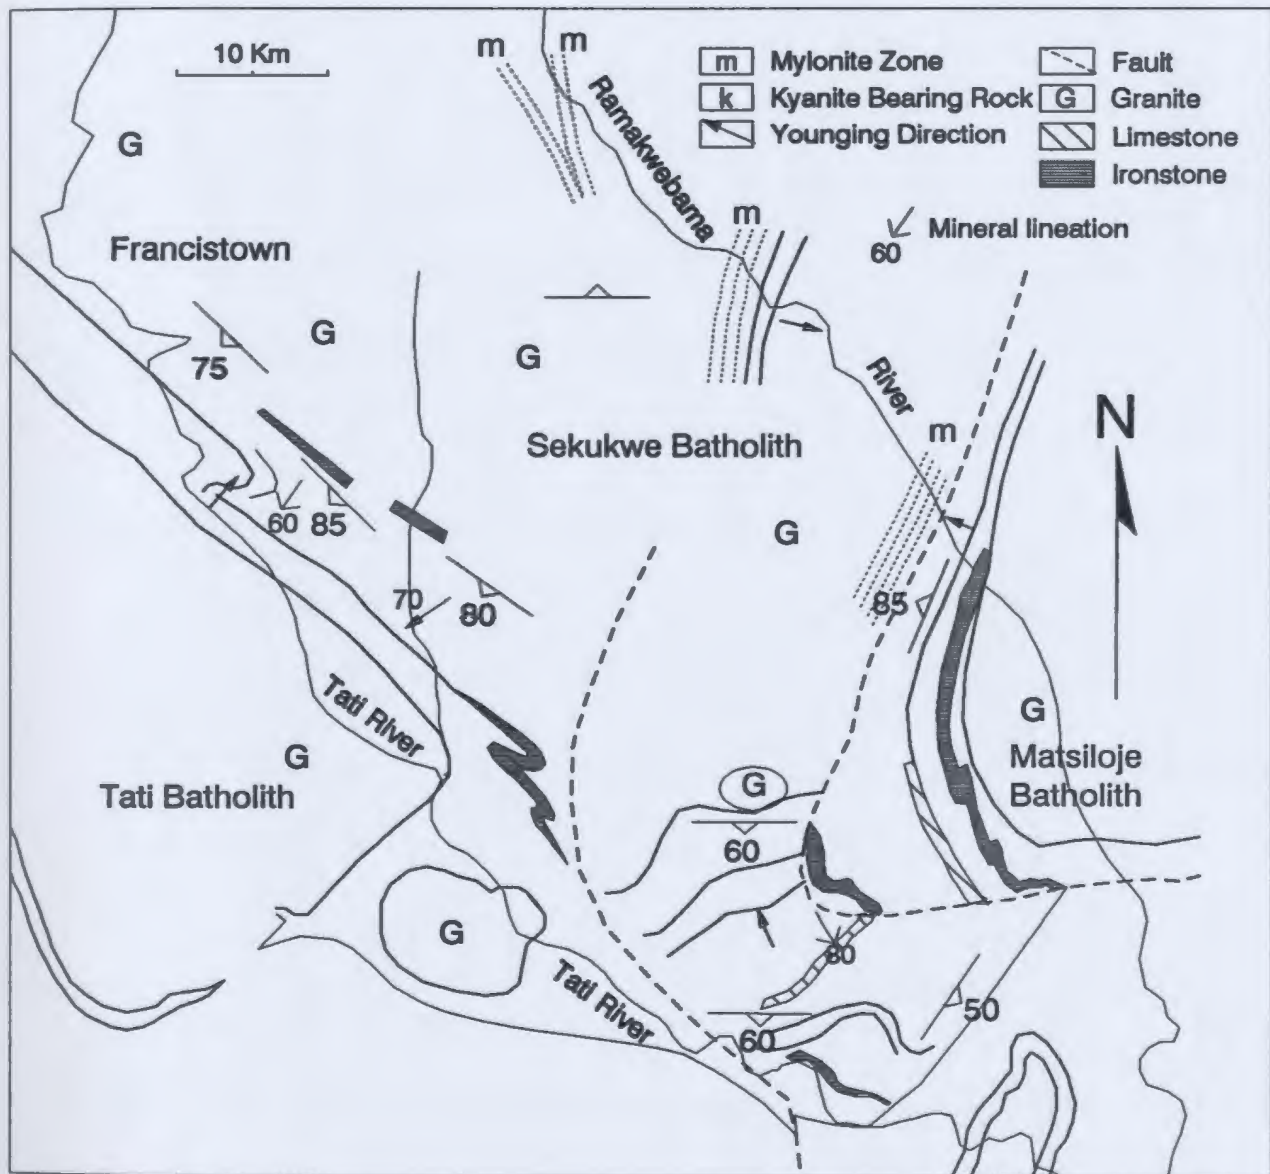 10 Km
m
m
m Mylonite Zone
k Kyanite Bearing Rock
Younging Direction
Fault
G Granite
Limestone
Ironstone
60 Mineral lineation
G
Ramakwebama
River
m
Francistown
G
G
75
Sekukwe Batholith
m
N
G
60 85
70
80
85
Tati River
G
Tati Batholith
G
Matsiloje
Batholith
G
60
G
80
Tati River
50
60